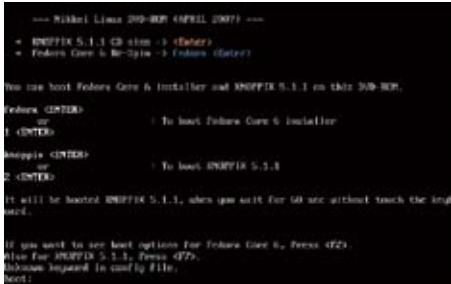 --- Nikkei Linux DVD-ROM (APRIL 2007) ---
* KNOPPIX 5.1.1 CD size -> <Enter>
* Fedora Core 6 Re-Spin -> fedora <Enter>
You can boot Fedora Core 6 installer and KNOPPIX 5.1.1 on this DVD-ROM.
fedora <ENTER>
or : To boot Fedora Core 6 installer
1 <ENTER>
knoppix <ENTER>
or : To boot KNOPPIX 5.1.1
2 <ENTER>
It will be booted KNOPPIX 5.1.1, when you wait for 60 sec without touch the key
board.
If you want to see boot options for Fedora Core 6, Press <F2>.
Also for KNOPPIX 5.1.1, Press <F3>.
Unknown keyword in config file.
boot: